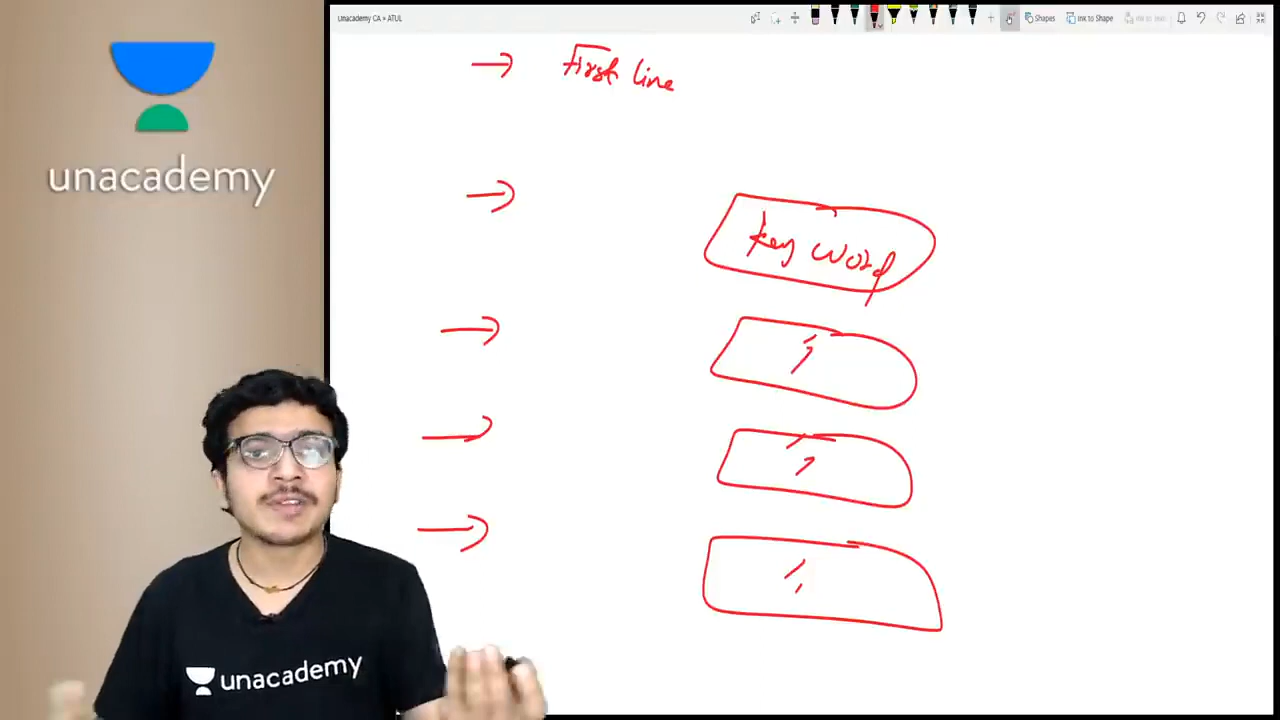 unacademy CA × ATUL
Shapes
Ink to Shape
unacademy
First line
key word
unacademy